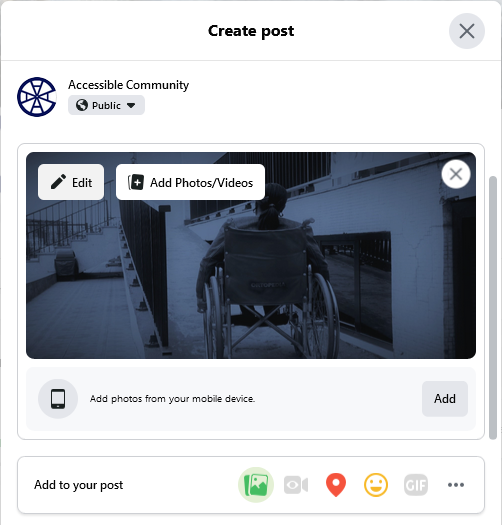 Create post
Accessible Community
Public
Edit
Add Photos/Videos
Add photos from your mobile device.
Add
Add to your post
GIF